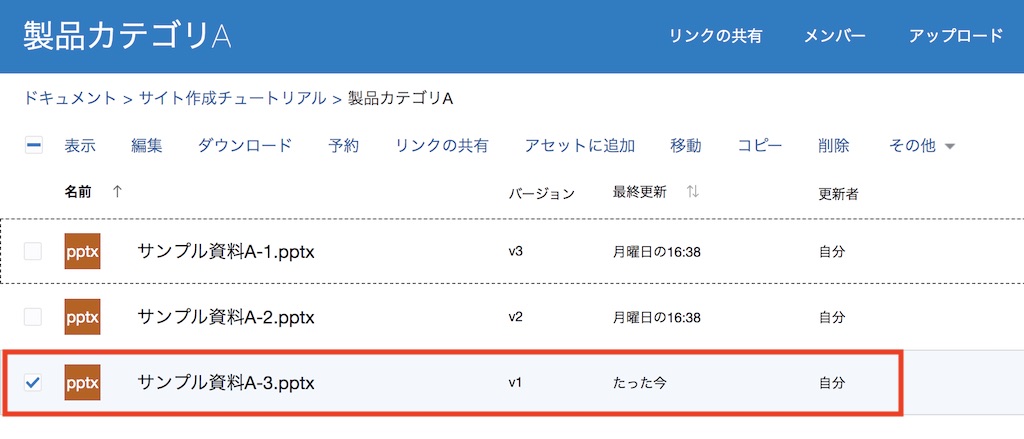 製品カテゴリA
リンクの共有 メンバー アップロード
ドキュメント > サイト作成チュートリアル > 製品カテゴリA
表示 編集 ダウンロード 予約 リンクの共有 アセットに追加 移動 コピー 削除 その他
名前 ↑ バージョン 最終更新 ↑↓ 更新者
pptx サンプル資料A-1.pptx v3 月曜日の16:38 自分
pptx サンプル資料A-2.pptx v2 月曜日の16:38 自分
pptx サンプル資料A-3.pptx v1 たった今 自分